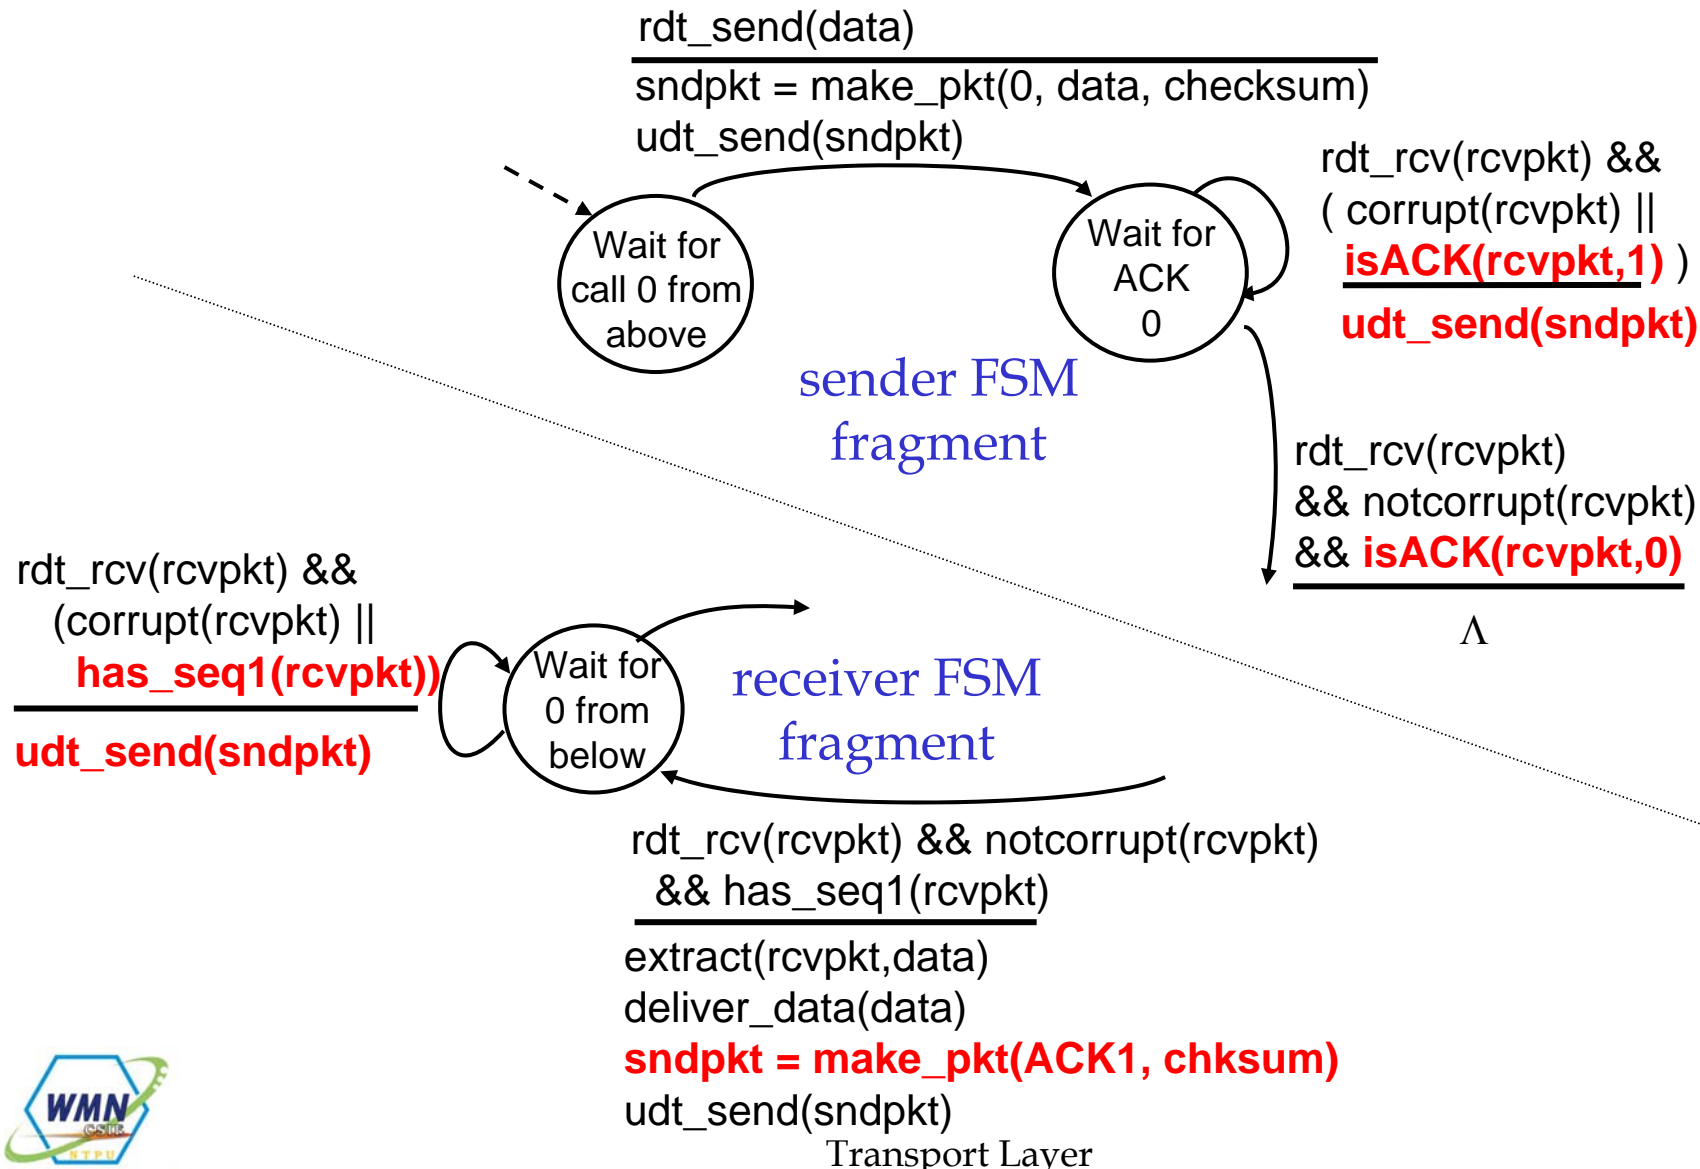 rdt_send(data)
sndpkt = make_pkt(0, data, checksum)
udt_send(sndpkt)
rdt_rcv(rcvpkt) &&
( corrupt(rcvpkt) ||
isACK(rcvpkt,1) )
udt_send(sndpkt)
Wait for
call 0 from
above
Wait for
ACK
0
sender FSM
fragment
rdt_rcv(rcvpkt)
&& notcorrupt(rcvpkt)
&& isACK(rcvpkt,0)
Λ
rdt_rcv(rcvpkt) &&
(corrupt(rcvpkt) ||
has_seq1(rcvpkt))
udt_send(sndpkt)
Wait for
0 from
below
receiver FSM
fragment
rdt_rcv(rcvpkt) && notcorrupt(rcvpkt)
&& has_seq1(rcvpkt)
extract(rcvpkt,data)
deliver_data(data)
sndpkt = make_pkt(ACK1, chksum)
udt_send(sndpkt)
WMN
CSIE
NTPU
Transport Layer